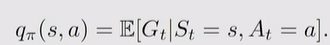 q_π(s, a) = 𝔼[G_t|S_t = s, A_t = a].